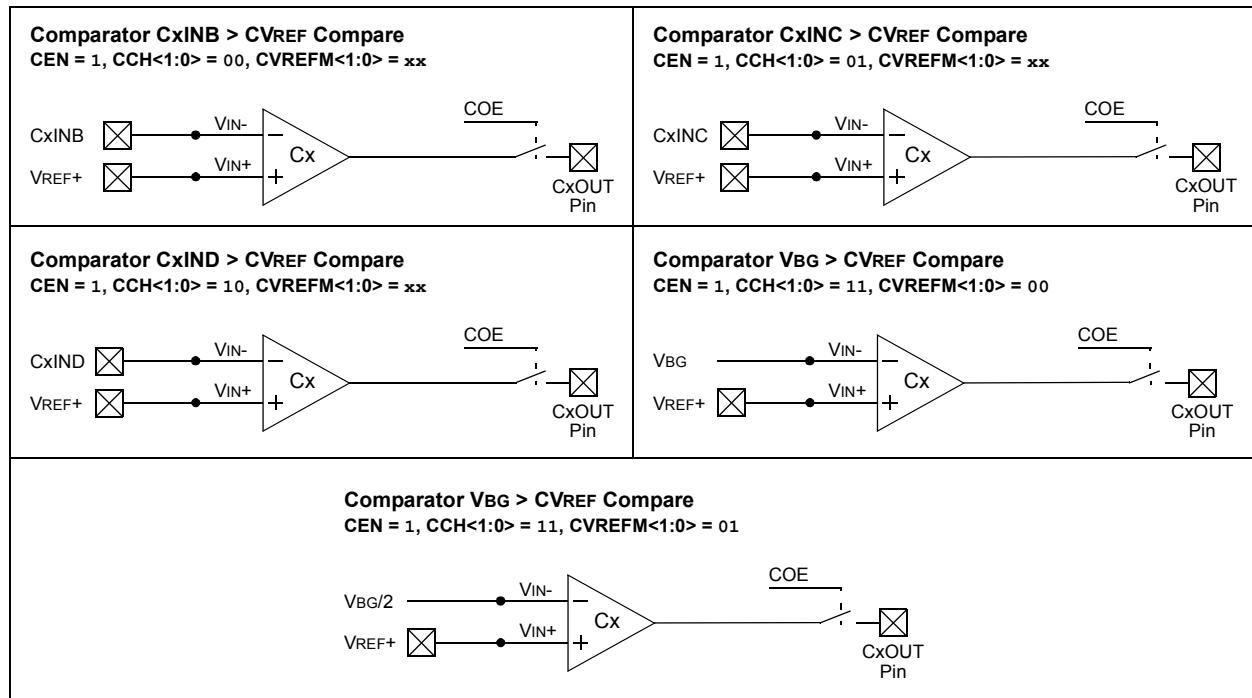 Comparator CxINB > CVREF Compare
CEN = 1, CCH<1:0> = 00, CVREFM<1:0> = xx
COE
CxINB
VIN-
VREF+
VIN+
Cx
CxOUT
Pin
Comparator CxINC > CVREF Compare
CEN = 1, CCH<1:0> = 01, CVREFM<1:0> = xx
COE
CxINC
VIN-
VREF+
VIN+
Cx
CxOUT
Pin
Comparator CxIND > CVREF Compare
CEN = 1, CCH<1:0> = 10, CVREFM<1:0> = xx
COE
CxIND
VIN-
VREF+
VIN+
Cx
CxOUT
Pin
Comparator VBG > CVREF Compare
CEN = 1, CCH<1:0> = 11, CVREFM<1:0> = 00
COE
VBG
VIN-
VREF+
VIN+
Cx
CxOUT
Pin
Comparator VBG > CVREF Compare
CEN = 1, CCH<1:0> = 11, CVREFM<1:0> = 01
COE
VBG/2
VIN-
VREF+
VIN+
Cx
CxOUT
Pin